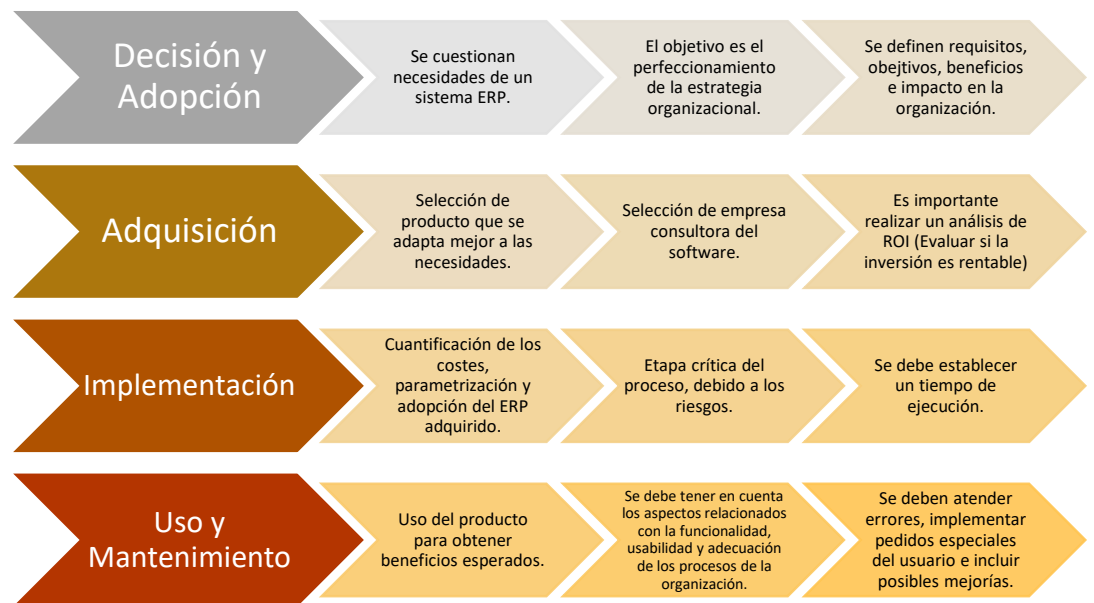 Decisión y
Adopción
Se cuestionan
necesidades de un
sistema ERP.
El objetivo es el
perfeccionamiento
de la estrategia
organizacional.
Se definen requisitos,
obejtivos, beneficios
e impacto en la
organización.
Adquisición
Selección de
producto que se
adapta mejor a las
necesidades.
Selección de empresa
consultora del
software.
Es importante
realizar un análisis de
ROI (Evaluar si la
inversión es rentable)
Implementación
Cuantificación de los
costes,
parametrización y
adopción del ERP
adquirido.
Etapa crítica del
proceso, debido a los
riesgos.
Se debe establecer
un tiempo de
ejecución.
Uso y
Mantenimiento
Uso del producto
para obtener
beneficios esperados.
Se debe tener en cuenta
los aspectos relacionados
con la funcionalidad,
usabilidad y adecuación
de los procesos de la
organización.
Se deben atender
errores, implementar
pedidos especiales
del usuario e incluir
posibles mejorías.